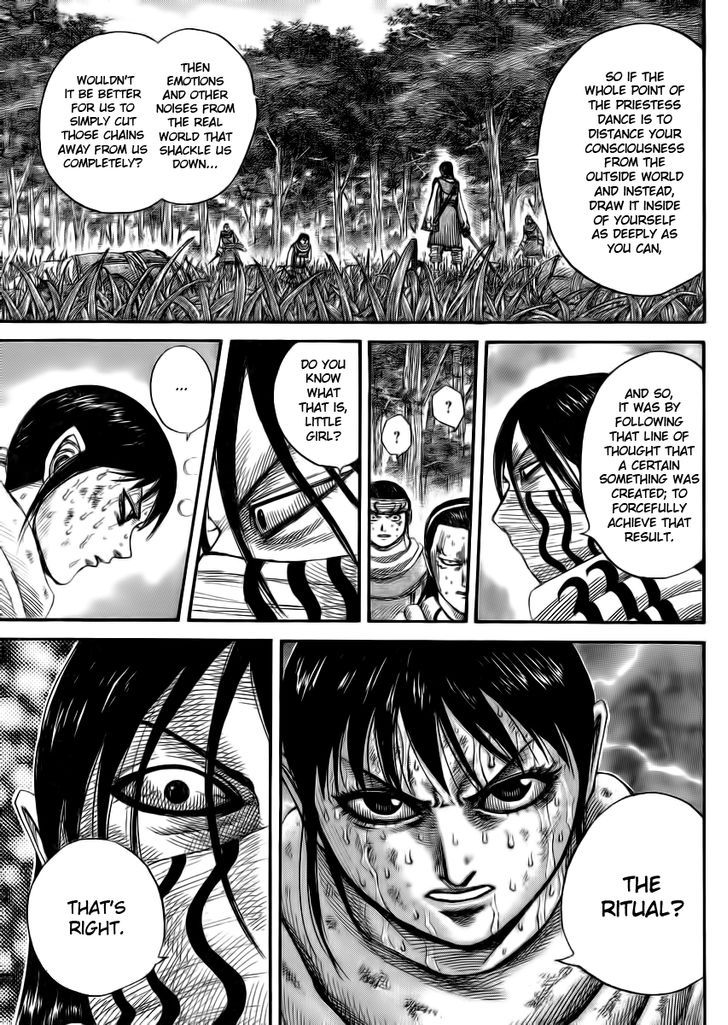 SO IF THE
WHOLE POINT OF
THE PRIESTESS
DANCE IS TO
DISTANCE YOUR
CONSCIOUSNESS
FROM THE
OUTSIDE WORLD
AND INSTEAD,
DRAW IT INSIDE
OF YOURSELF
AS DEEPLY AS
YOU CAN,
THEN
EMOTIONS
AND OTHER
NOISES FROM
THE REAL
WORLD THAT
SHACKLE US
DOWN...
WOULDN'T
IT BE BETTER
FOR US TO
SIMPLY CUT
THOSE CHAINS
AWAY FROM US
COMPLETELY?
AND SO,
IT WAS BY
FOLLOWING
THAT LINE OF
THOUGHT THAT
A CERTAIN
SOMETHING WAS
CREATED; TO
FORCEFULLY
ACHIEVE THAT
RESULT.
?
?
DO YOU
KNOW
WHAT
THAT IS,
LITTLE
GIRL?
...
THE
RITUAL?
THAT'S
RIGHT.